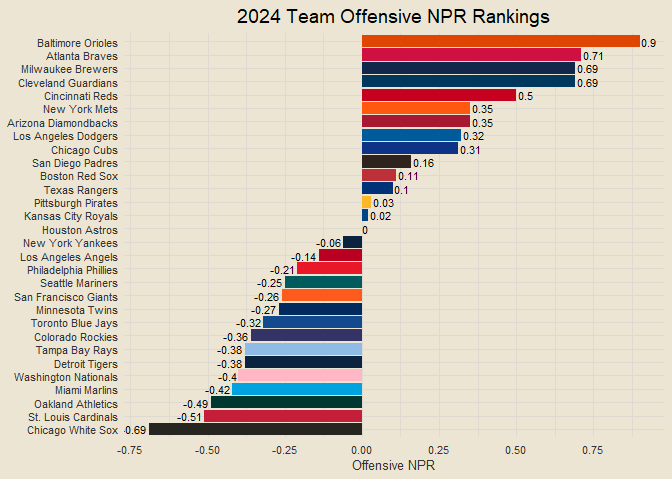 2024 Team Offensive NPR Rankings
Baltimore Orioles 0.9
Atlanta Braves 0.71
Milwaukee Brewers 0.69
Cleveland Guardians 0.69
Cincinnati Reds 0.5
New York Mets 0.35
Arizona Diamondbacks 0.35
Los Angeles Dodgers 0.32
Chicago Cubs 0.31
San Diego Padres 0.16
Boston Red Sox 0.11
Texas Rangers 0.1
Pittsburgh Pirates 0.03
Kansas City Royals 0.02
Houston Astros 0
New York Yankees -0.06
Los Angeles Angels -0.14
Philadelphia Phillies -0.21
Seattle Mariners -0.25
San Francisco Giants -0.26
Minnesota Twins -0.27
Toronto Blue Jays -0.32
Colorado Rockies -0.36
Tampa Bay Rays -0.38
Detroit Tigers -0.38
Washington Nationals -0.4
Miami Marlins -0.42
Oakland Athletics -0.49
St. Louis Cardinals -0.51
Chicago White Sox -0.69
-0.75 -0.50 -0.25 0.00 0.25 0.50 0.75
Offensive NPR